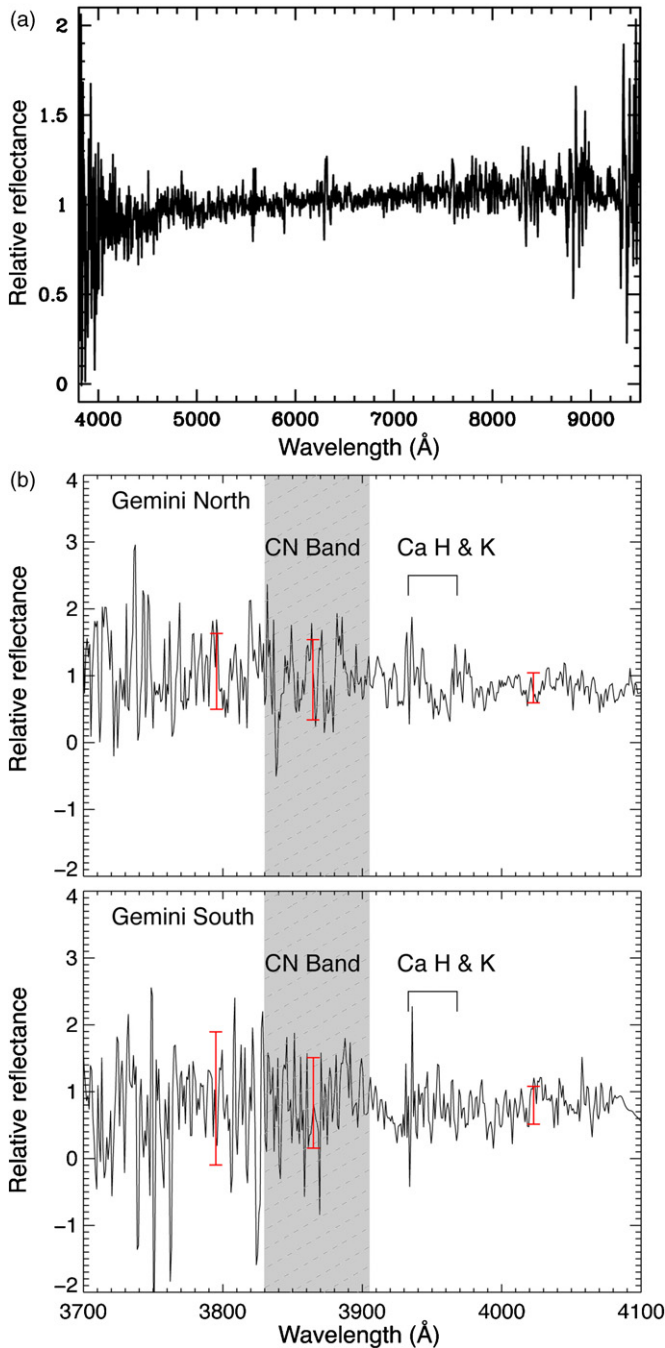 (a)
2
1.5
1
0.5
0
Relative reflectance
4000 5000 6000 7000 8000 9000
Wavelength (Å)
(b)
4
3
2
1
0
−1
−2
Relative reflectance
Gemini North
CN Band
Ca H & K
4
3
2
1
0
−1
−2
Relative reflectance
Gemini South
CN Band
Ca H & K
3700 3800 3900 4000 4100
Wavelength (Å)